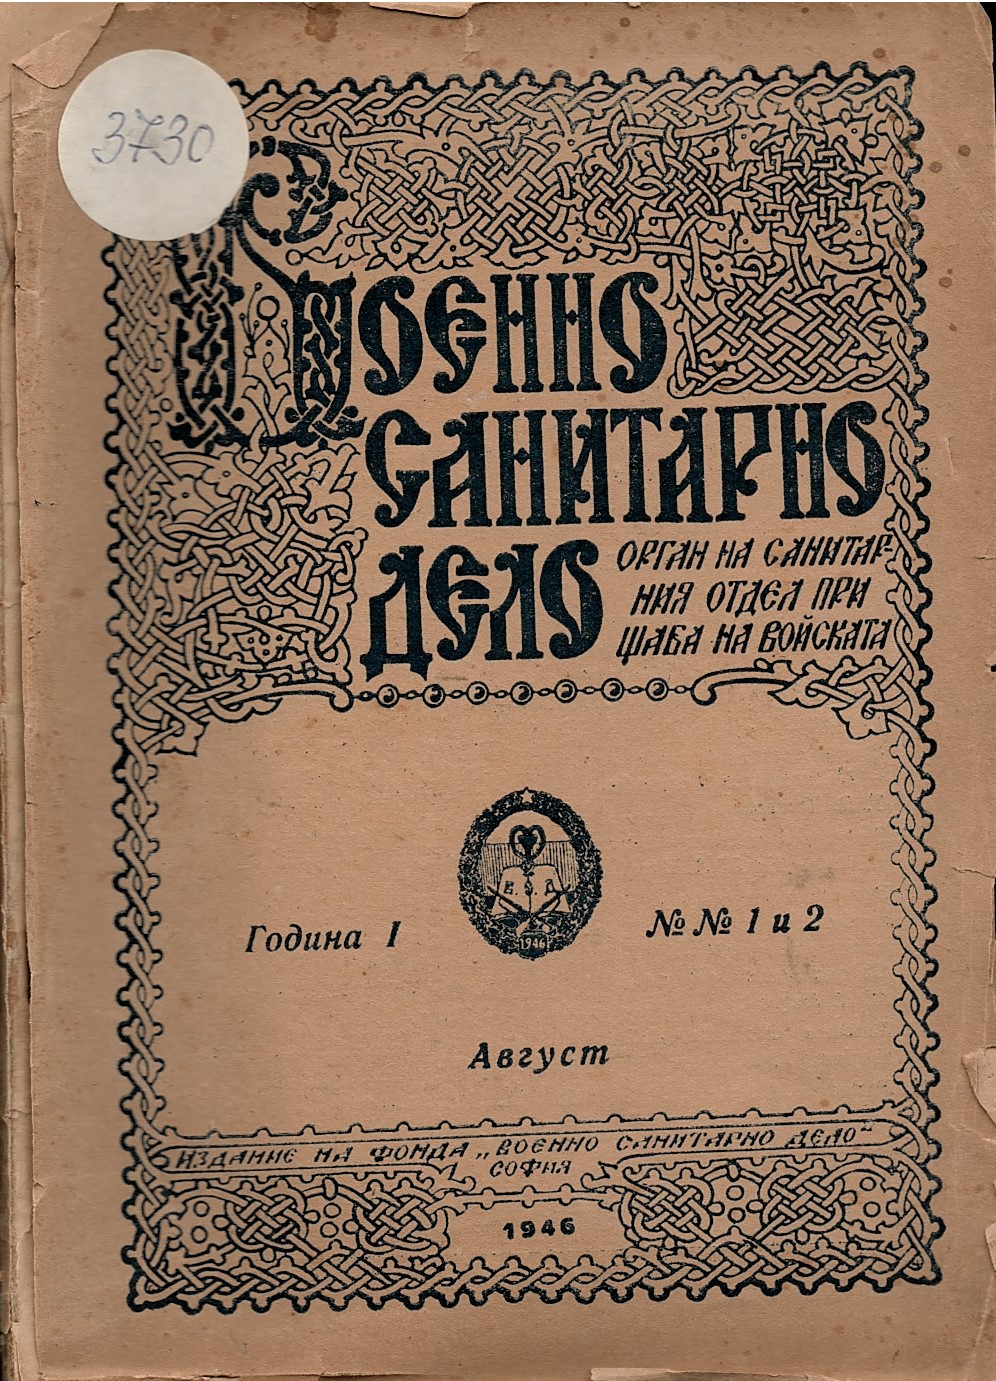 3730
ВОЕННО
САНИТАРНО
ДЕЛО
ОРГАН НА САНИТАР-
НИЯ ОТДЕЛ ПРИ
ЩАБА НА ВОЙСКАТА
В. С. Д.
1946
Година I
№ № 1 и 2
Август
ИЗДАНИЕ НА ФОНДА „ВОЕННО САНИТАРНО ДЕЛО“
СОФИЯ
1946